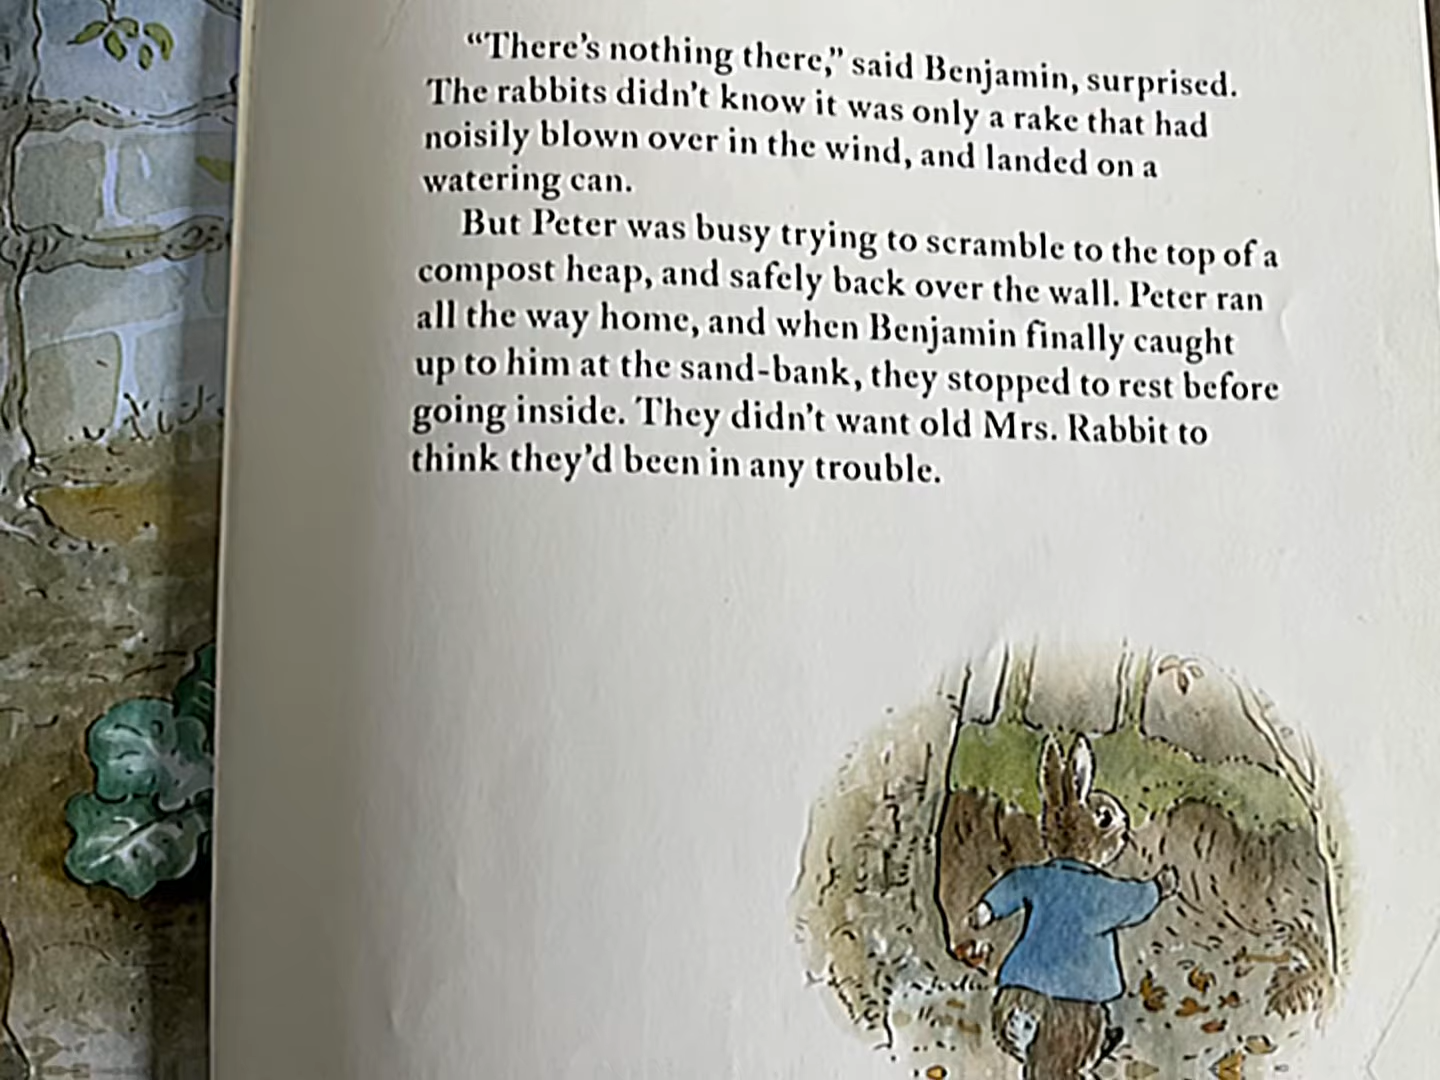 “There’s nothing there,” said Benjamin, surprised.
The rabbits didn’t know it was only a rake that had
noisily blown over in the wind, and landed on a
watering can.
But Peter was busy trying to scramble to the top of a
compost heap, and safely back over the wall. Peter ran
all the way home, and when Benjamin finally caught
up to him at the sand-bank, they stopped to rest before
going inside. They didn’t want old Mrs. Rabbit to
think they’d been in any trouble.